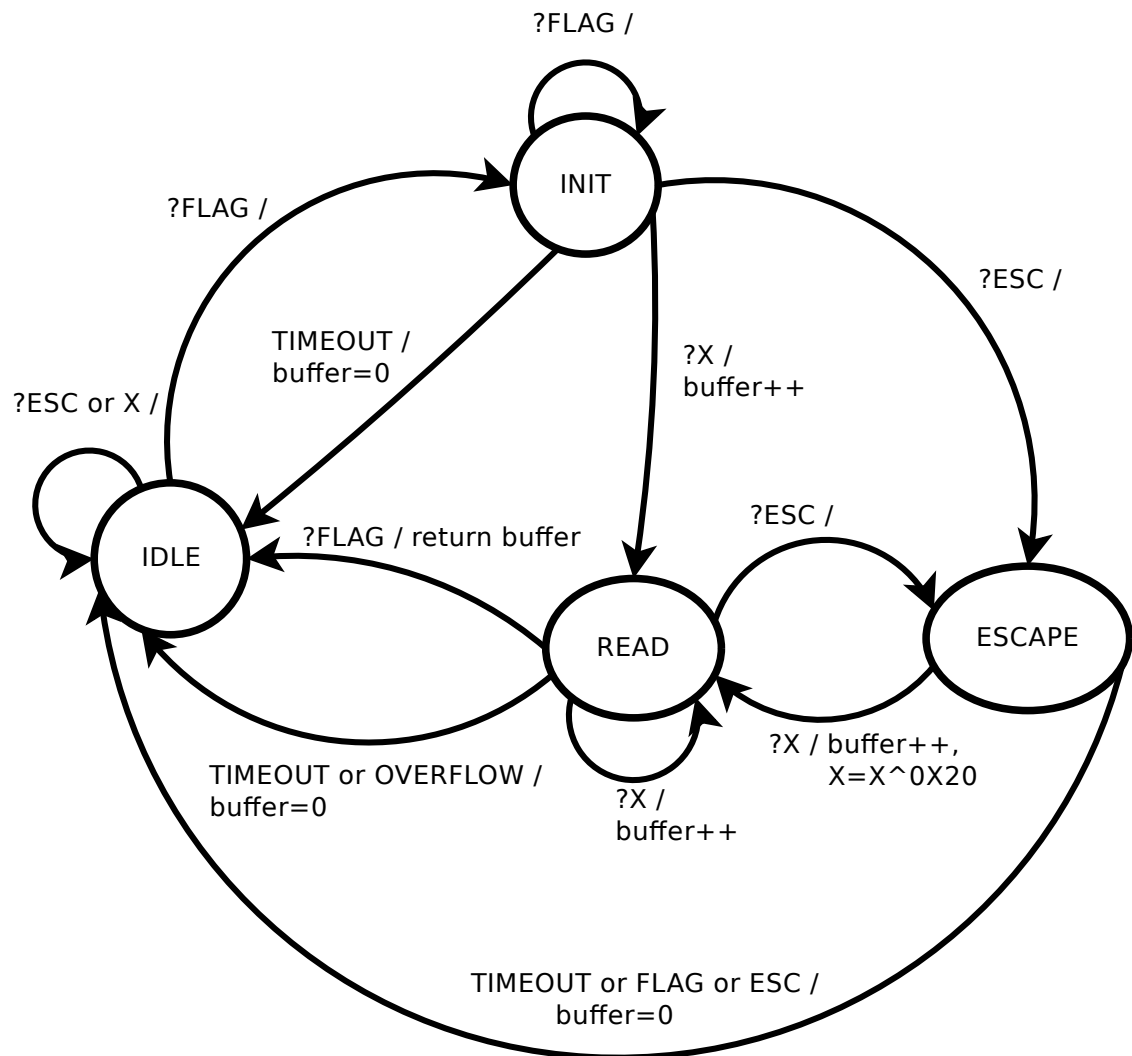 ?FLAG /
INIT
?FLAG /
?ESC /
TIMEOUT /
buffer=0
?X /
buffer++
?ESC or X /
?ESC /
?FLAG / return buffer
IDLE
READ
ESCAPE
?X / buffer++,
X=X^0X20
TIMEOUT or OVERFLOW /
buffer=0
?X /
buffer++
TIMEOUT or FLAG or ESC /
buffer=0